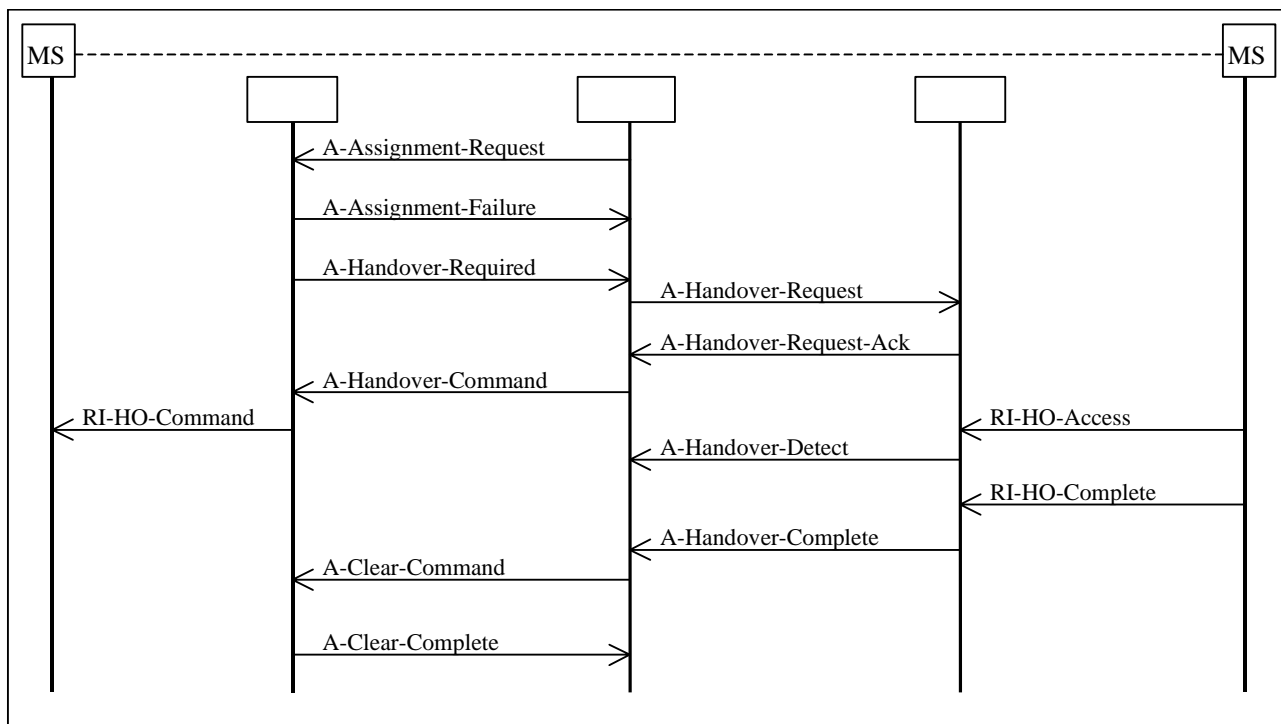 MS
MS
A-Assignment-Request
A-Assignment-Failure
A-Handover-Required
A-Handover-Request
A-Handover-Request-Ack
A-Handover-Command
RI-HO-Command
RI-HO-Access
A-Handover-Detect
RI-HO-Complete
A-Handover-Complete
A-Clear-Command
A-Clear-Complete